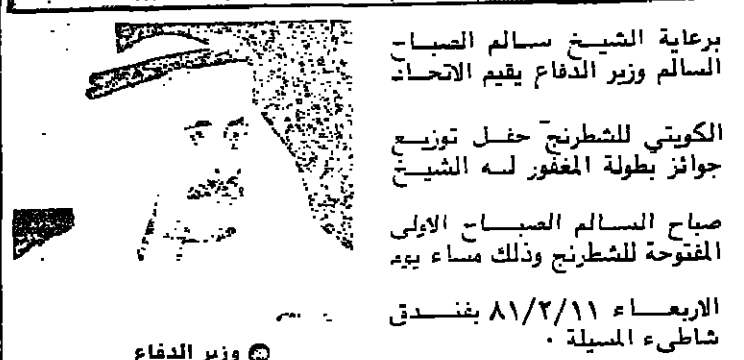 برعاية الشيخ سالم الصباح
السالم وزير الدفاع يقيم الاتحاد
الكويتي للشطرنج حفل توزيع
جوائز بطولة المغفور له الشيخ
صباح السالم الصباح الاولى
المفتوحة للشطرنج وذلك مساء يوم
الاربعاء ٨١/٢/١١ بفندق
شاطىء المسيلة .
وزير الدفاع